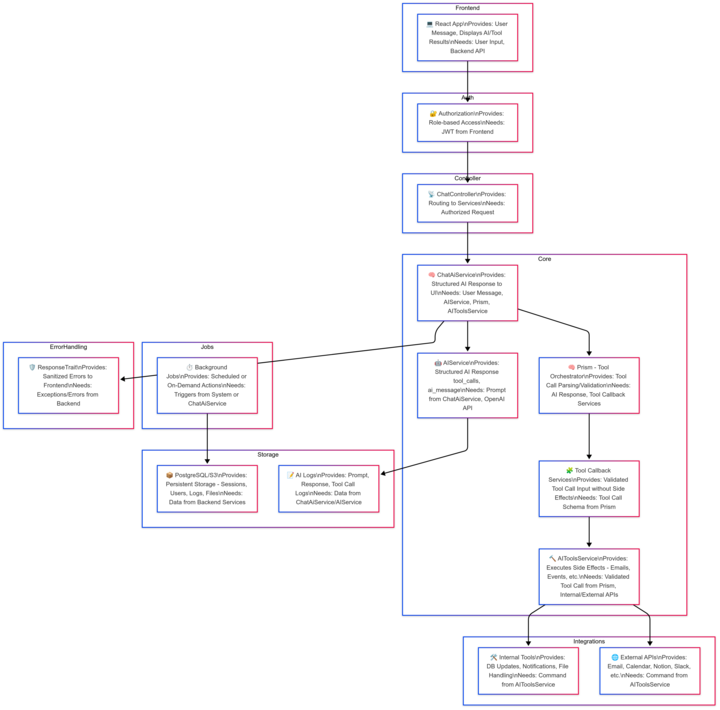 Frontend
💻 React App\nProvides: User
Message, Displays AI/Tool
Results\nNeeds: User Input,
Backend API
Auth
🔐 Authorization\nProvides:
Role-based Access\nNeeds:
JWT from Frontend
Controller
📡 ChatController\nProvides:
Routing to Services\nNeeds:
Authorized Request
Core
🧠 ChatAiService\nProvides:
Structured AI Response to
UI\nNeeds: User Message,
AIService, Prism,
AIToolsService
ErrorHandling
🛡️ ResponseTrait\nProvides:
Sanitized Errors to
Frontend\nNeeds:
Exceptions/Errors from Backend
Jobs
⏱️ Background
Jobs\nProvides: Scheduled or
On-Demand Actions\nNeeds:
Triggers from System or
ChatAiService
🤖 AIService\nProvides:
Structured AI Response
tool_calls,
ai_message\nNeeds: Prompt
from ChatAiService, OpenAI
API
🧠 Prism - Tool
Orchestrator\nProvides: Tool
Call Parsing/Validation\nNeeds:
AI Response, Tool Callback
Services
Storage
📦 PostgreSQL/S3\nProvides:
Persistent Storage - Sessions,
Users, Logs, Files\nNeeds:
Data from Backend Services
📝 AI Logs\nProvides: Prompt,
Response, Tool Call
Logs\nNeeds: Data from
ChatAiService/AIService
🧩 Tool Callback
Services\nProvides: Validated
Tool Call Input without Side
Effects\nNeeds: Tool Call
Schema from Prism
🔨 AIToolsService\nProvides:
Executes Side Effects - Emails,
Events, etc.\nNeeds: Validated
Tool Call from Prism,
Internal/External APIs
Integrations
🛠️ Internal Tools\nProvides:
DB Updates, Notifications, File
Handling\nNeeds: Command
from AIToolsService
🌐 External APIs\nProvides:
Email, Calendar, Notion, Slack,
etc.\nNeeds: Command from
AIToolsService